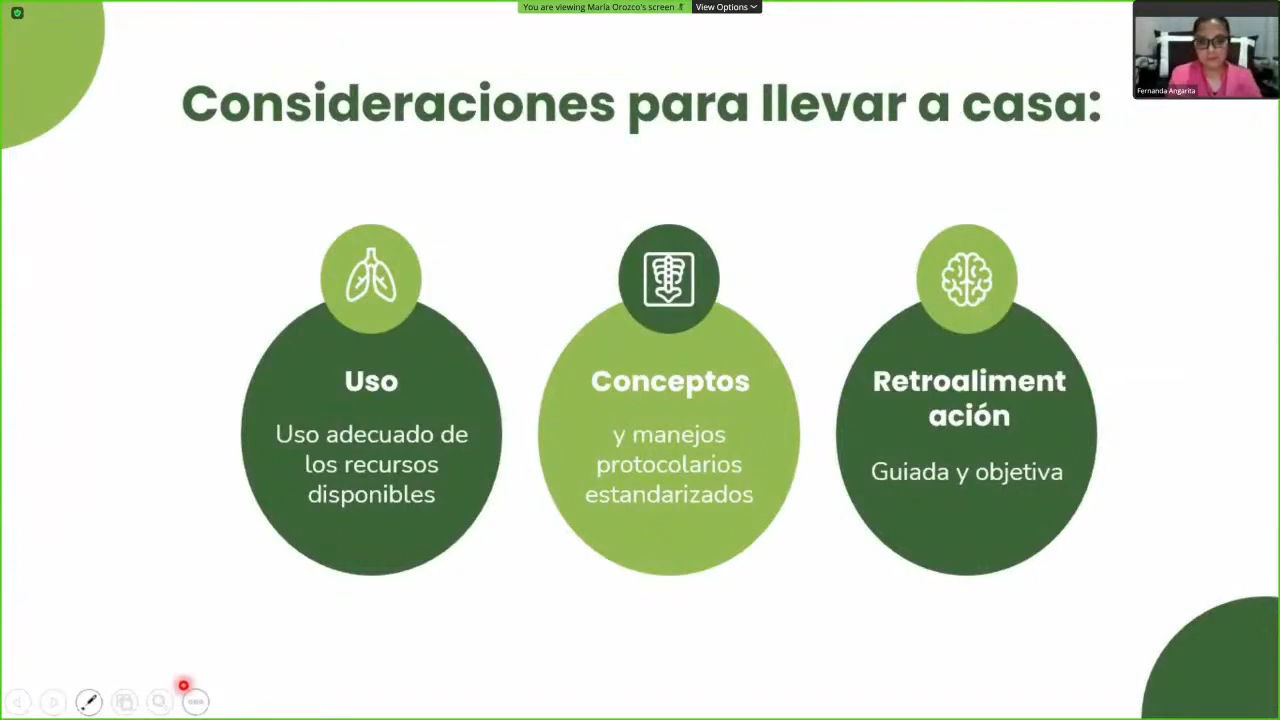 You are viewing María Orozco's screen
View Options
Fernanda Angarita
Consideraciones para llevar a casa:
Uso
Uso adecuado de
los recursos
disponibles
Conceptos
y manejos
protocolarios
estandarizados
Retroaliment
ación
Guiada y objetiva